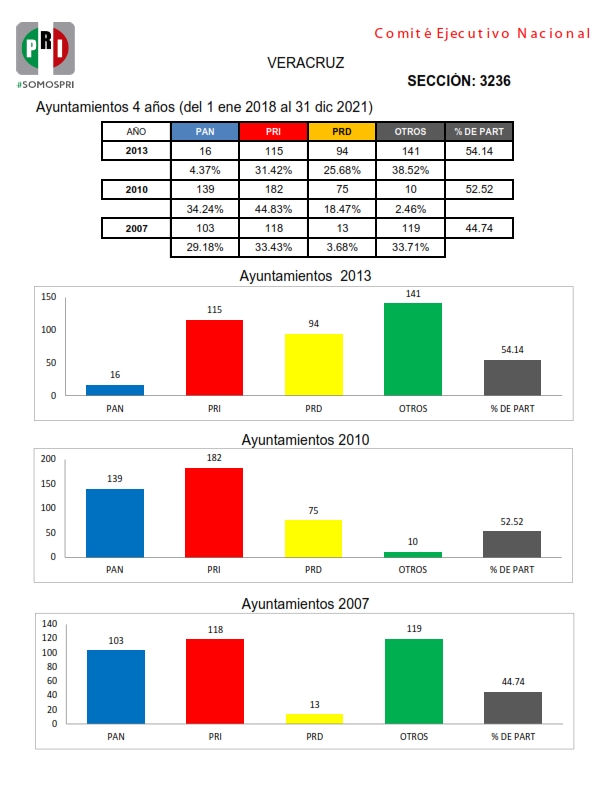 Comité Ejecutivo Nacional
PRI
#SOMOSPRI
VERACRUZ
SECCIÓN: 3236
Ayuntamientos 4 años (del 1 ene 2018 al 31 dic 2021)
AÑO PAN PRI PRD OTROS % DE PART
2013 16 115 94 141 54.14
4.37% 31.42% 25.68% 38.52%
2010 139 182 75 10 52.52
34.24% 44.83% 18.47% 2.46%
2007 103 118 13 119 44.74
29.18% 33.43% 3.68% 33.71%
Ayuntamientos 2013
150
100
50
0
16 115 94 141 54.14
PAN PRI PRD OTROS % DE PART
Ayuntamientos 2010
200
150
100
50
0
139 182 75 10 52.52
PAN PRI PRD OTROS % DE PART
Ayuntamientos 2007
140
120
100
80
60
40
20
0
103 118 13 119 44.74
PAN PRI PRD OTROS % DE PART